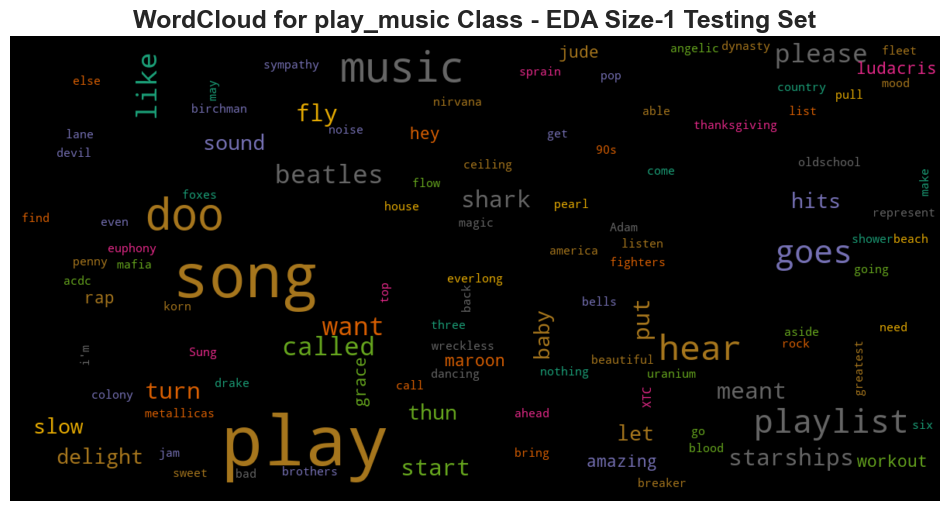 WordCloud for play_music Class - EDA Size-1 Testing Set
angelic dynasty
jude please fleet
music ludacris
sympathy sprain pop
else like may country mood
pull
birchman fly nirvana able list
noise hey get thanksgiving
lane sound
devil 90s
beatles ceiling come oldschool
flow make
foxes shark hits
doo house pearl
find even magic Adam represent
euphony listen shower beach
penny mafia america goes
fighters going
acdc song everlong
rap korn top back bells
want three baby put need
called wreckless hear aside
i'm Sung maroon beautiful rock greatest
dancing nothing uranium
turn drake grace call meant
colony XTC
metallicas thun ahead playlist
slow play let go six
delight jam bring blood starships workout
amazing
sweet bad brothers start
breaker